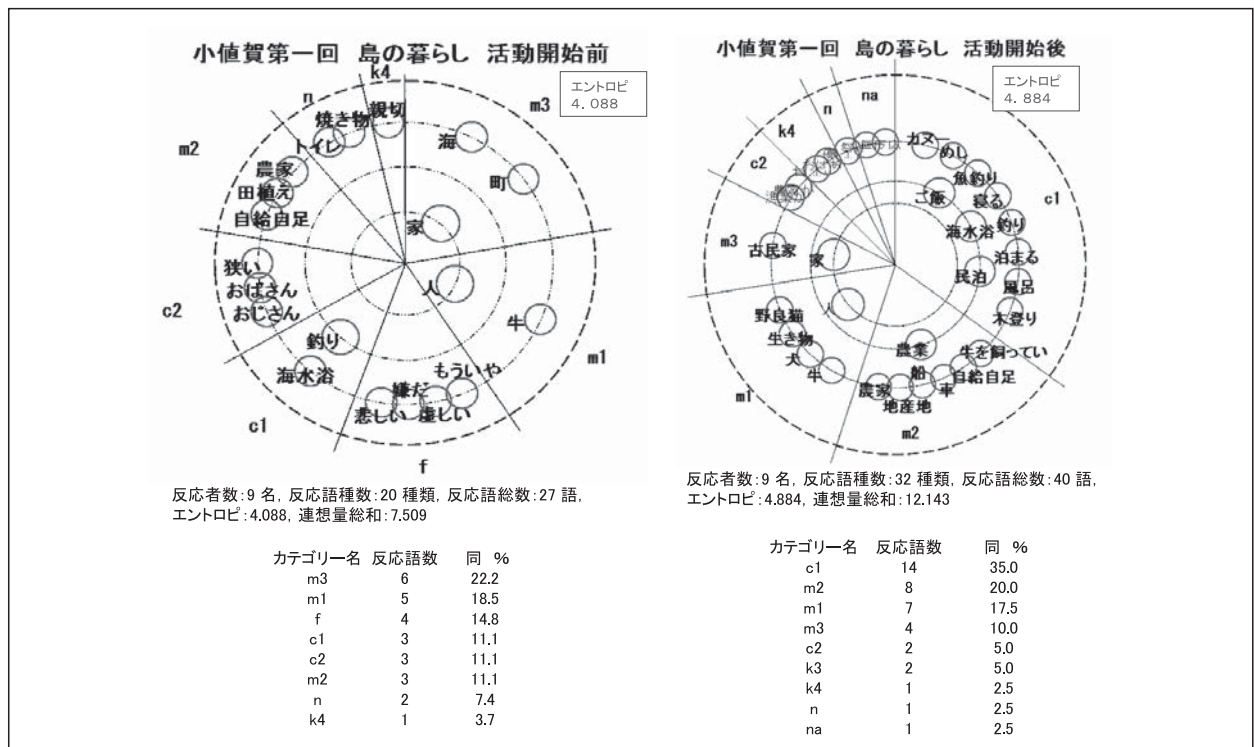 小値賀第一回 島の暮らし 活動開始前
エントロピ
4. 088
k4
n
m3
m2
m1
c2
c1
f
親切
焼き物
トイレ
海
町
農家
田植え
自給自足
家
狭い
おばさん
おじさん
人
牛
釣り
海水浴
もういや
嫌だ
悲しい
虚しい
反応者数:9 名, 反応語種数:20 種類, 反応語総数:27 語,
エントロピ:4.088, 連想量総和:7.509
カテゴリー名 反応語数 同 %
m3 6 22.2
m1 5 18.5
f 4 14.8
c1 3 11.1
c2 3 11.1
m2 3 11.1
n 2 7.4
k4 1 3.7
小値賀第一回 島の暮らし 活動開始後
エントロピ
4. 884
na
n
k4
c2
c1
m3
m1
m2
カヌー
めし
魚釣り
ご飯
寝る
釣り
海水浴
泊まる
民泊
風呂
木登り
古民家
家
人
野良猫
生き物
犬
牛
農業
牛を飼ってい
船
自給自足
車
農家
地産地
反応者数:9 名, 反応語種数:32 種類, 反応語総数:40 語,
エントロピ:4.884, 連想量総和:12.143
カテゴリー名 反応語数 同 %
c1 14 35.0
m2 8 20.0
m1 7 17.5
m3 4 10.0
c2 2 5.0
k3 2 5.0
k4 1 2.5
n 1 2.5
na 1 2.5